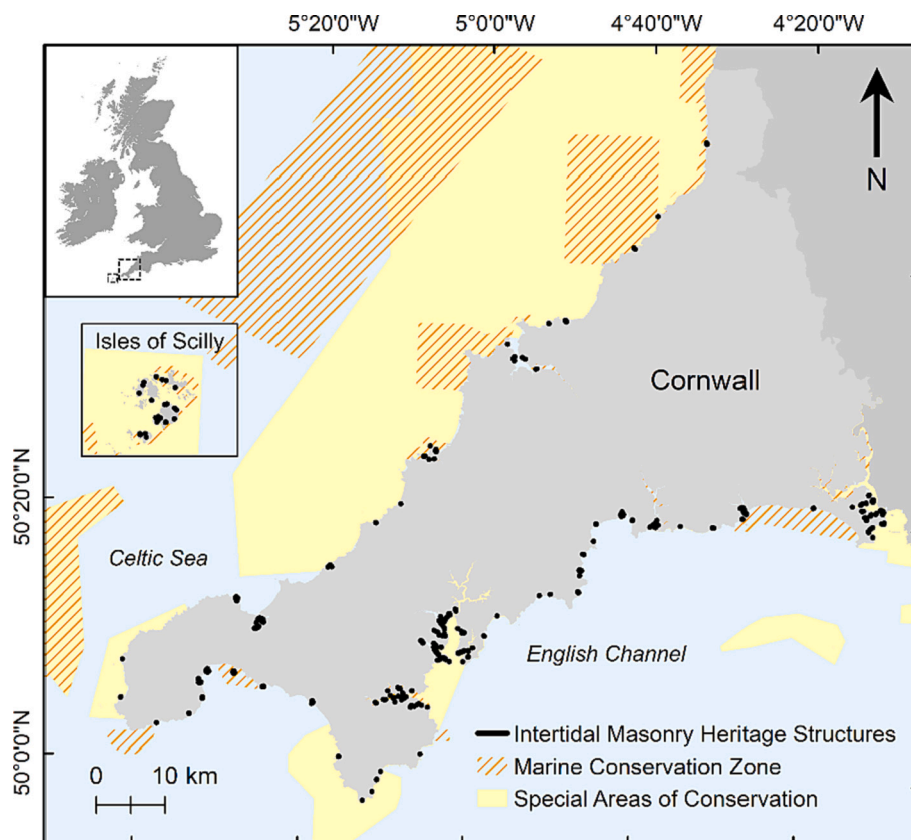 5°20'0"W 5°00'0"W 4°40'0"W 4°20'0"W
N
Isles of Scilly
Cornwall
50°20'0"N
Celtic Sea
English Channel
50°0'0"N
Intertidal Masonry Heritage Structures
Marine Conservation Zone
Special Areas of Conservation
0 10 km